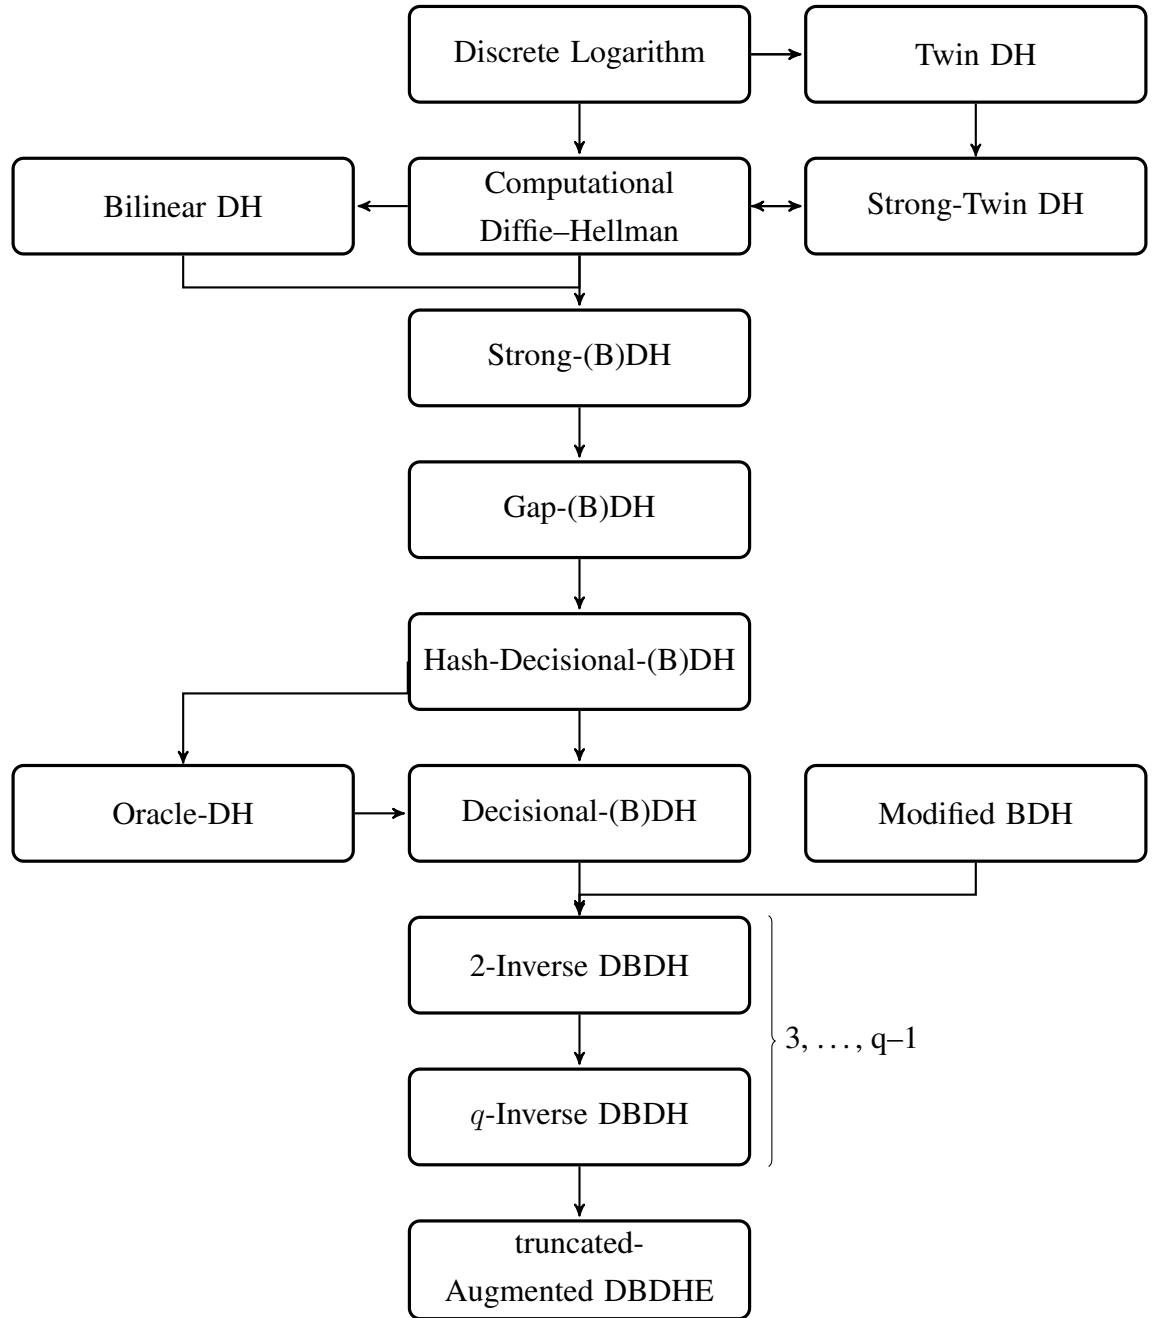 Discrete Logarithm
Twin DH
Bilinear DH
Computational
Diffie–Hellman
Strong-Twin DH
Strong-(B)DH
Gap-(B)DH
Hash-Decisional-(B)DH
Oracle-DH
Decisional-(B)DH
Modified BDH
2-Inverse DBDH
3, . . . , q–1
q-Inverse DBDH
truncated-
Augmented DBDHE